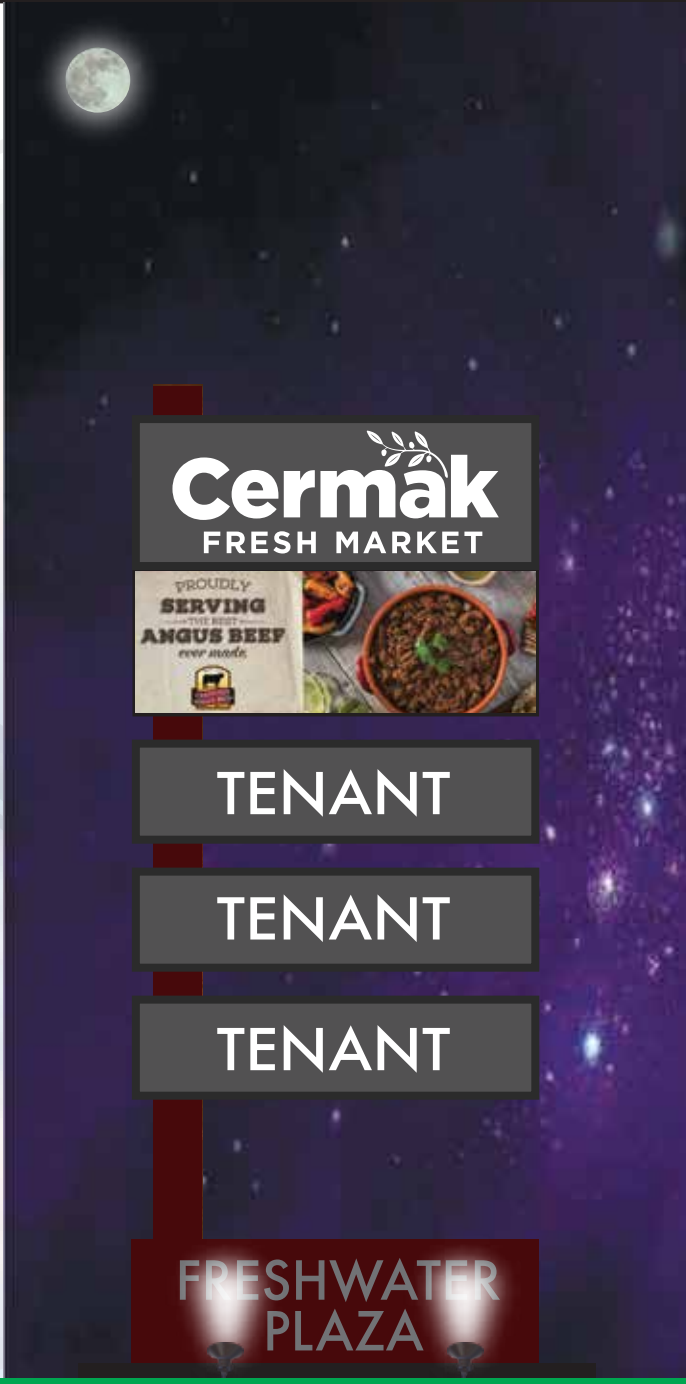 Cermak
FRESH MARKET
PROUDLY
SERVING
THE BEST
ANGUS BEEF
ever made.
TENANT
TENANT
TENANT
FRESHWATER
PLAZA